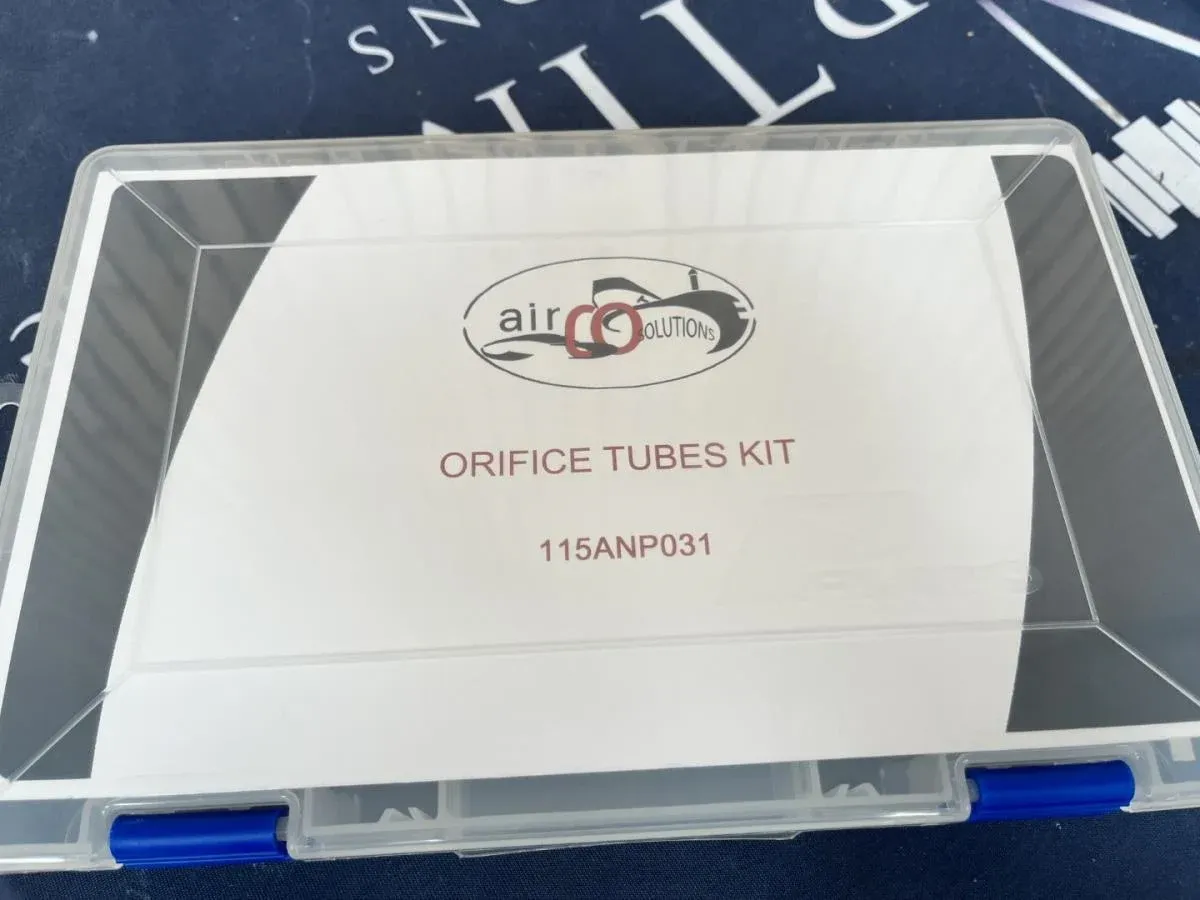 air CO SOLUTIONS
ORIFICE TUBES KIT
115ANP031